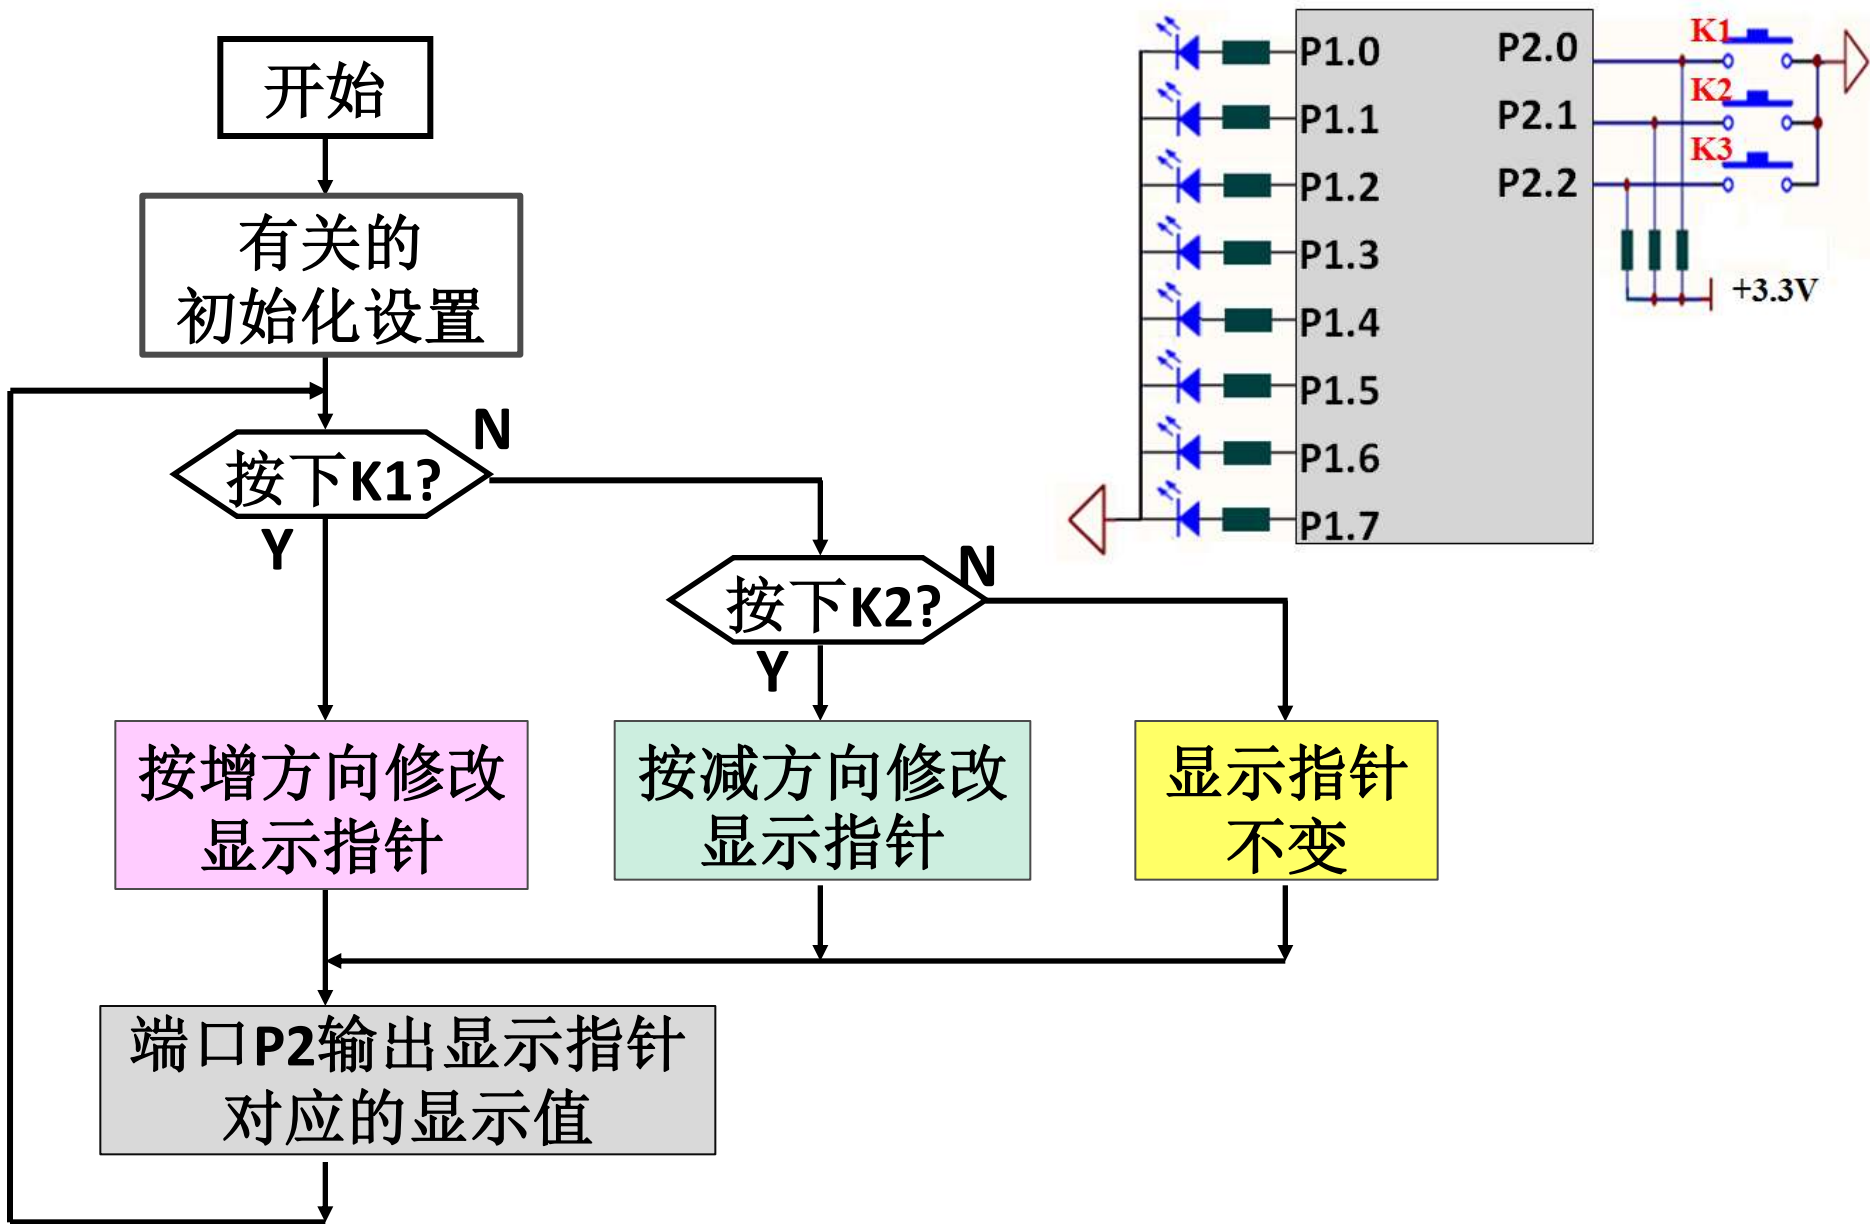 开始
有关的
初始化设置
按下K1?
N
Y
按下K2?
N
Y
按增方向修改
显示指针
按减方向修改
显示指针
显示指针
不变
端口P2输出显示指针
对应的显示值
P1.0
P1.1
P1.2
P1.3
P1.4
P1.5
P1.6
P1.7
P2.0
P2.1
P2.2
K1
K2
K3
+3.3V